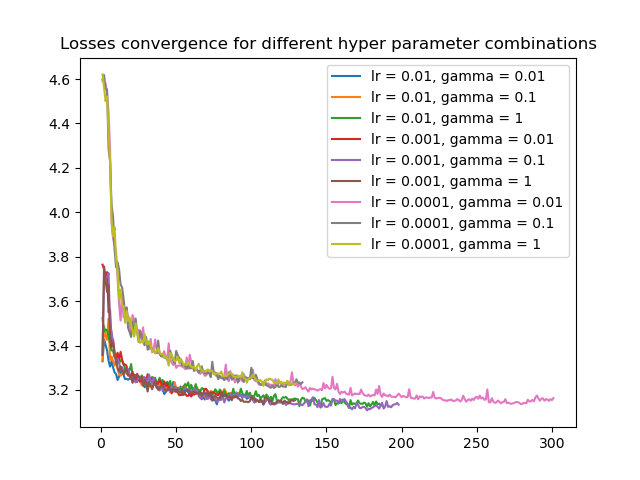 Losses convergence for different hyper parameter combinations
4.6
4.4
4.2
4.0
3.8
3.6
3.4
3.2
lr = 0.01, gamma = 0.01
lr = 0.01, gamma = 0.1
lr = 0.01, gamma = 1
lr = 0.001, gamma = 0.01
lr = 0.001, gamma = 0.1
lr = 0.001, gamma = 1
lr = 0.0001, gamma = 0.01
lr = 0.0001, gamma = 0.1
lr = 0.0001, gamma = 1
0 50 100 150 200 250 300